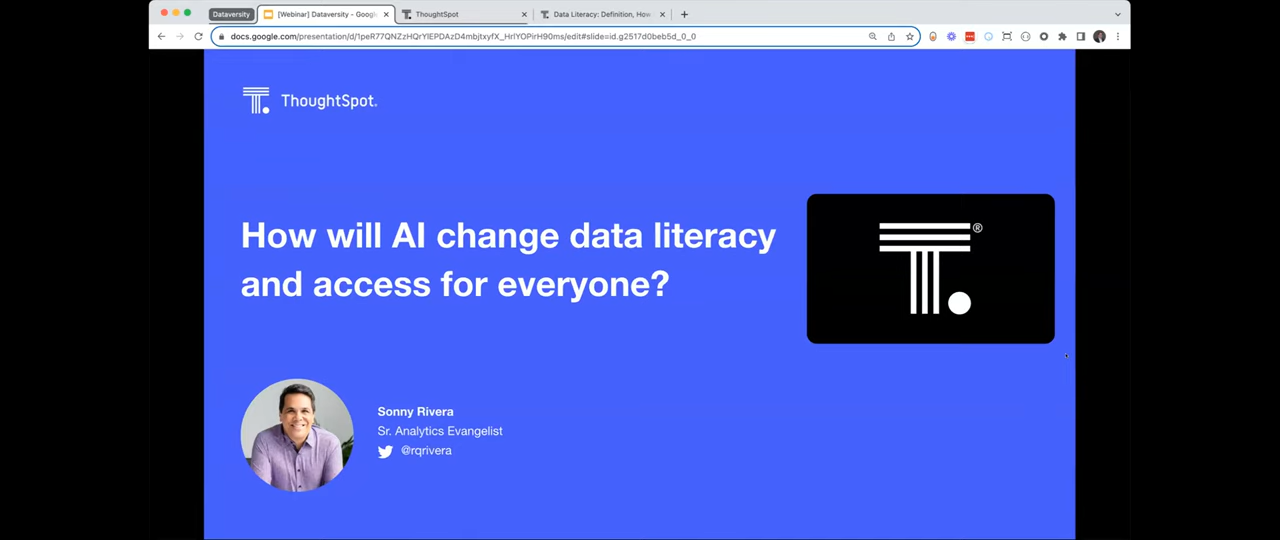 Dataversity
[Webinar] Dataversity - Google
ThoughtSpot
Data Literacy: Definition, How
docs.google.com/presentation/d/1peR77QNZzHQrYlEPDAzD4mbjtxyfX_HrlYOPirH90ms/edit#slide=id.g2517d0beb5d_0_0
T. ThoughtSpot.
How will AI change data literacy
and access for everyone?
T.®
Sonny Rivera
Sr. Analytics Evangelist
@rqrivera